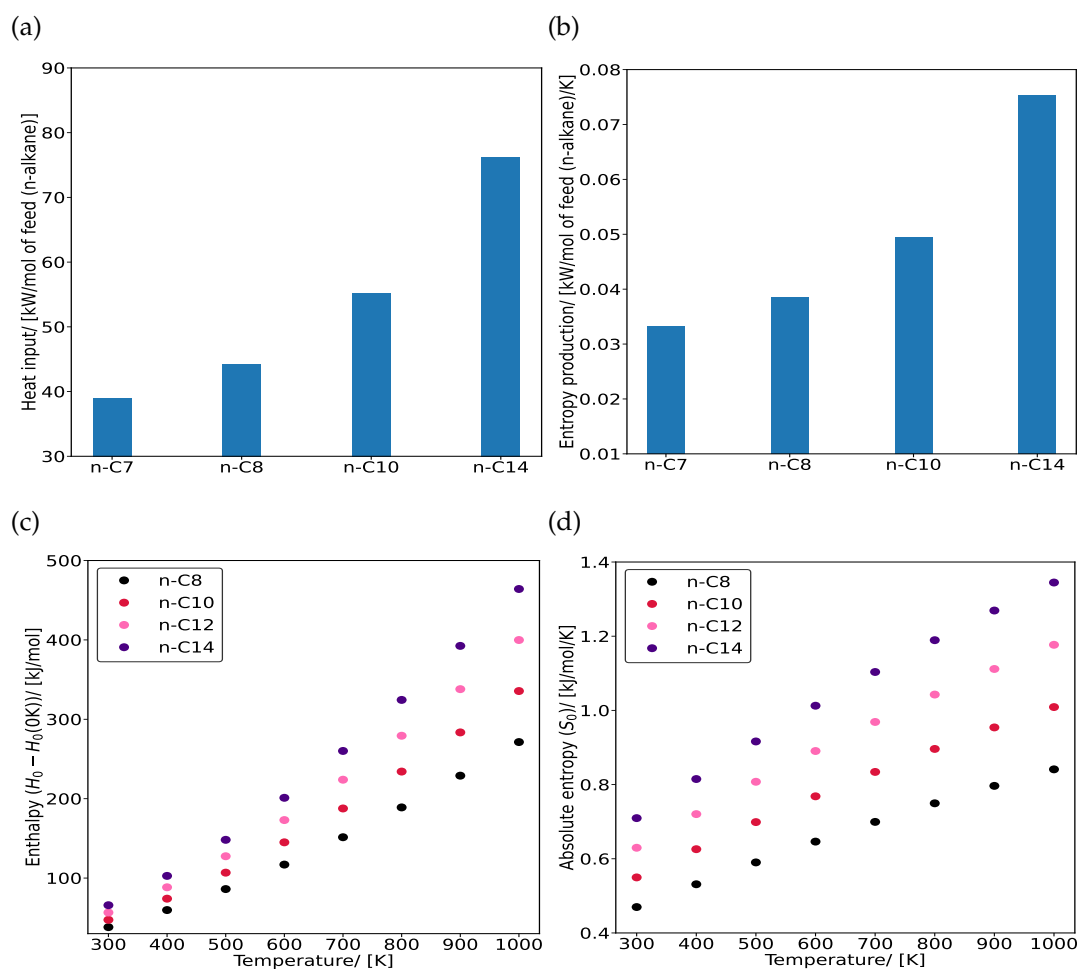 (a)
Heat input/ [kW/mol of feed (n-alkane)]
90
80
70
60
50
40
30
n-C7 n-C8 n-C10 n-C14
(b)
Entropy production/ [kW/mol of feed (n-alkane)/K]
0.08
0.07
0.06
0.05
0.04
0.03
0.02
0.01
n-C7 n-C8 n-C10 n-C14
(c)
Enthalpy (H₀ − H₀(0K))/ [kJ/mol]
500
400
300
200
100
n-C8
n-C10
n-C12
n-C14
300 400 500 600 700 800 900 1000
Temperature/ [K]
(d)
Absolute entropy (S₀)/ [kJ/mol/K]
1.4
1.2
1.0
0.8
0.6
0.4
n-C8
n-C10
n-C12
n-C14
300 400 500 600 700 800 900 1000
Temperature/ [K]